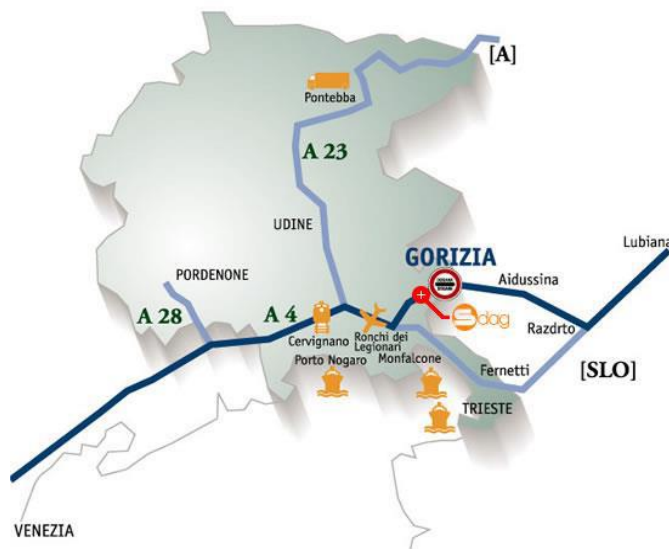 [A]
Pontebba
A 23
UDINE
GORIZIA
Lubiana
Aidussina
PORDENONE
A 28
A 4
Sdag
Razdrto
Cervignano
Ronchi dei
Legionari
Porto Nogaro
Monfalcone
Fernetti
[SLO]
TRIESTE
VENEZIA